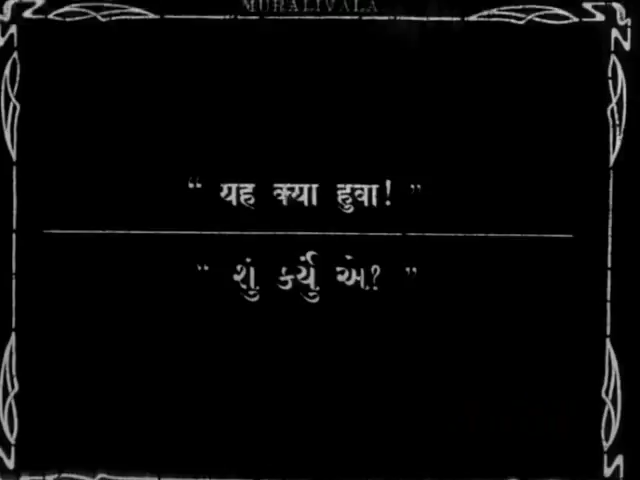 MURALIVALA
“ यह क्या हुवा! ”
“ શું કર્યું એ? ”